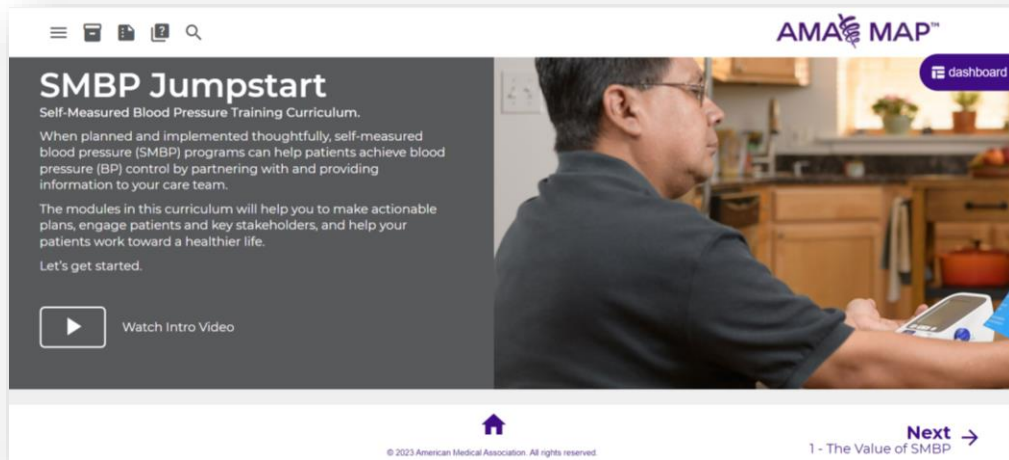 AMA MAP™
dashboard
SMBP Jumpstart
Self-Measured Blood Pressure Training Curriculum.
When planned and implemented thoughtfully, self-measured
blood pressure (SMBP) programs can help patients achieve blood
pressure (BP) control by partnering with and providing
information to your care team.
The modules in this curriculum will help you to make actionable
plans, engage patients and key stakeholders, and help your
patients work toward a healthier life.
Let's get started.
Watch Intro Video
© 2023 American Medical Association. All rights reserved.
Next
1 - The Value of SMBP